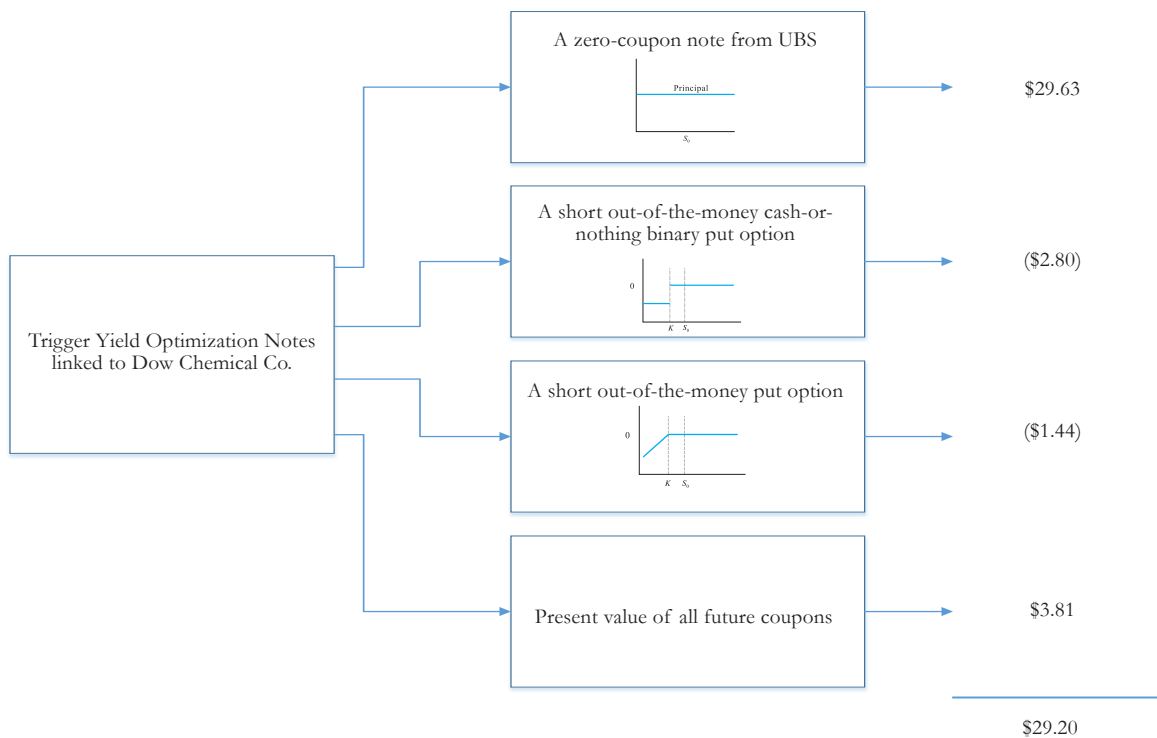 A zero-coupon note from UBS
Principal
S₀
$29.63
A short out-of-the-money cash-or-
nothing binary put option
0
K S₀
($2.80)
Trigger Yield Optimization Notes
linked to Dow Chemical Co.
A short out-of-the-money put option
0
K S₀
($1.44)
Present value of all future coupons
$3.81
$29.20